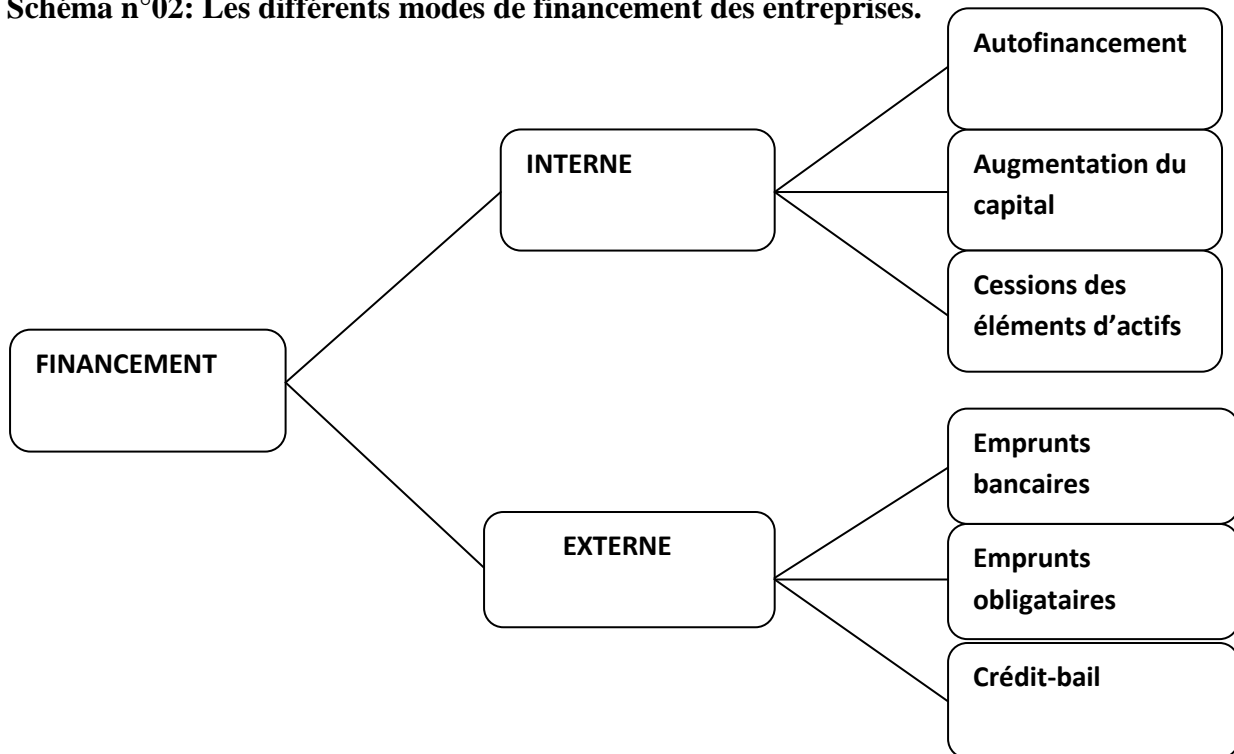 Schéma n°02: Les différents modes de financement des entreprises.
Autofinancement
INTERNE
Augmentation du
capital
Cessions des
éléments d’actifs
FINANCEMENT
Emprunts
bancaires
EXTERNE
Emprunts
obligataires
Crédit-bail